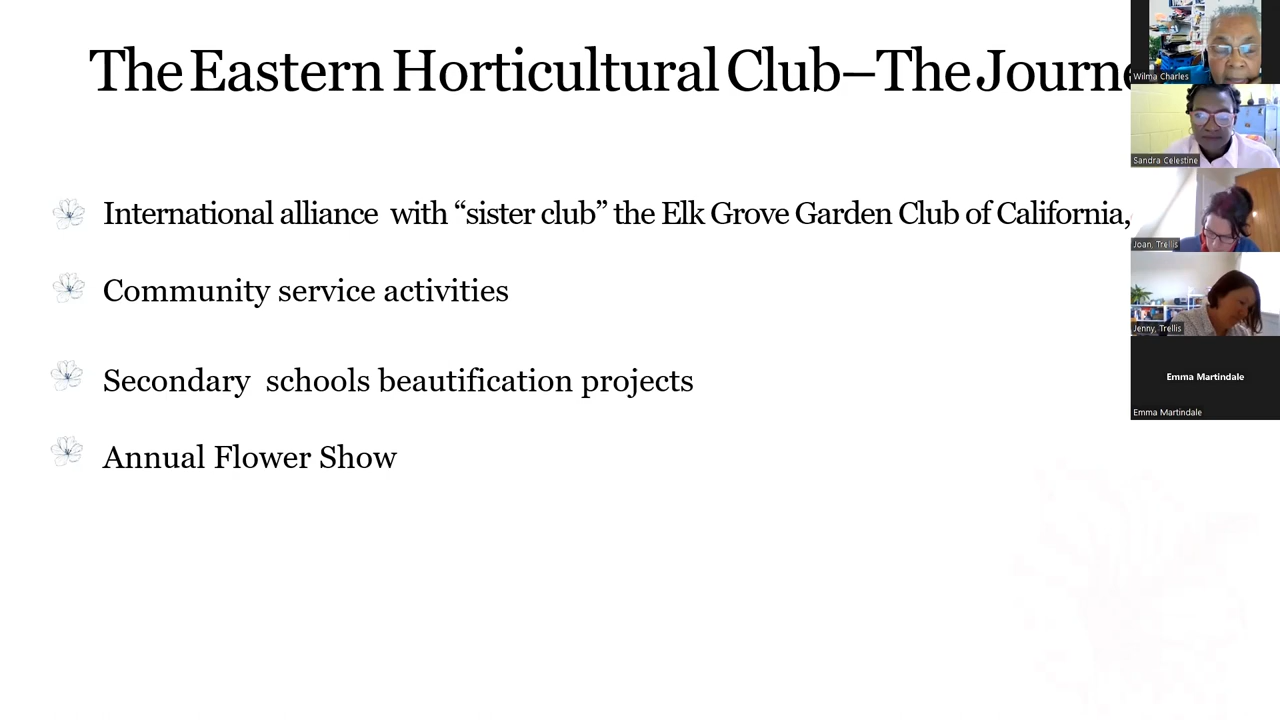 The Eastern Horticultural Club–The Journe
Wilma Charles
Sandra Celestine
International alliance  with “sister club” the Elk Grove Garden Club of California,
Joan, Trellis
Community service activities
Jenny, Trellis
Secondary  schools beautification projects
Emma Martindale
Emma Martindale
Annual Flower Show